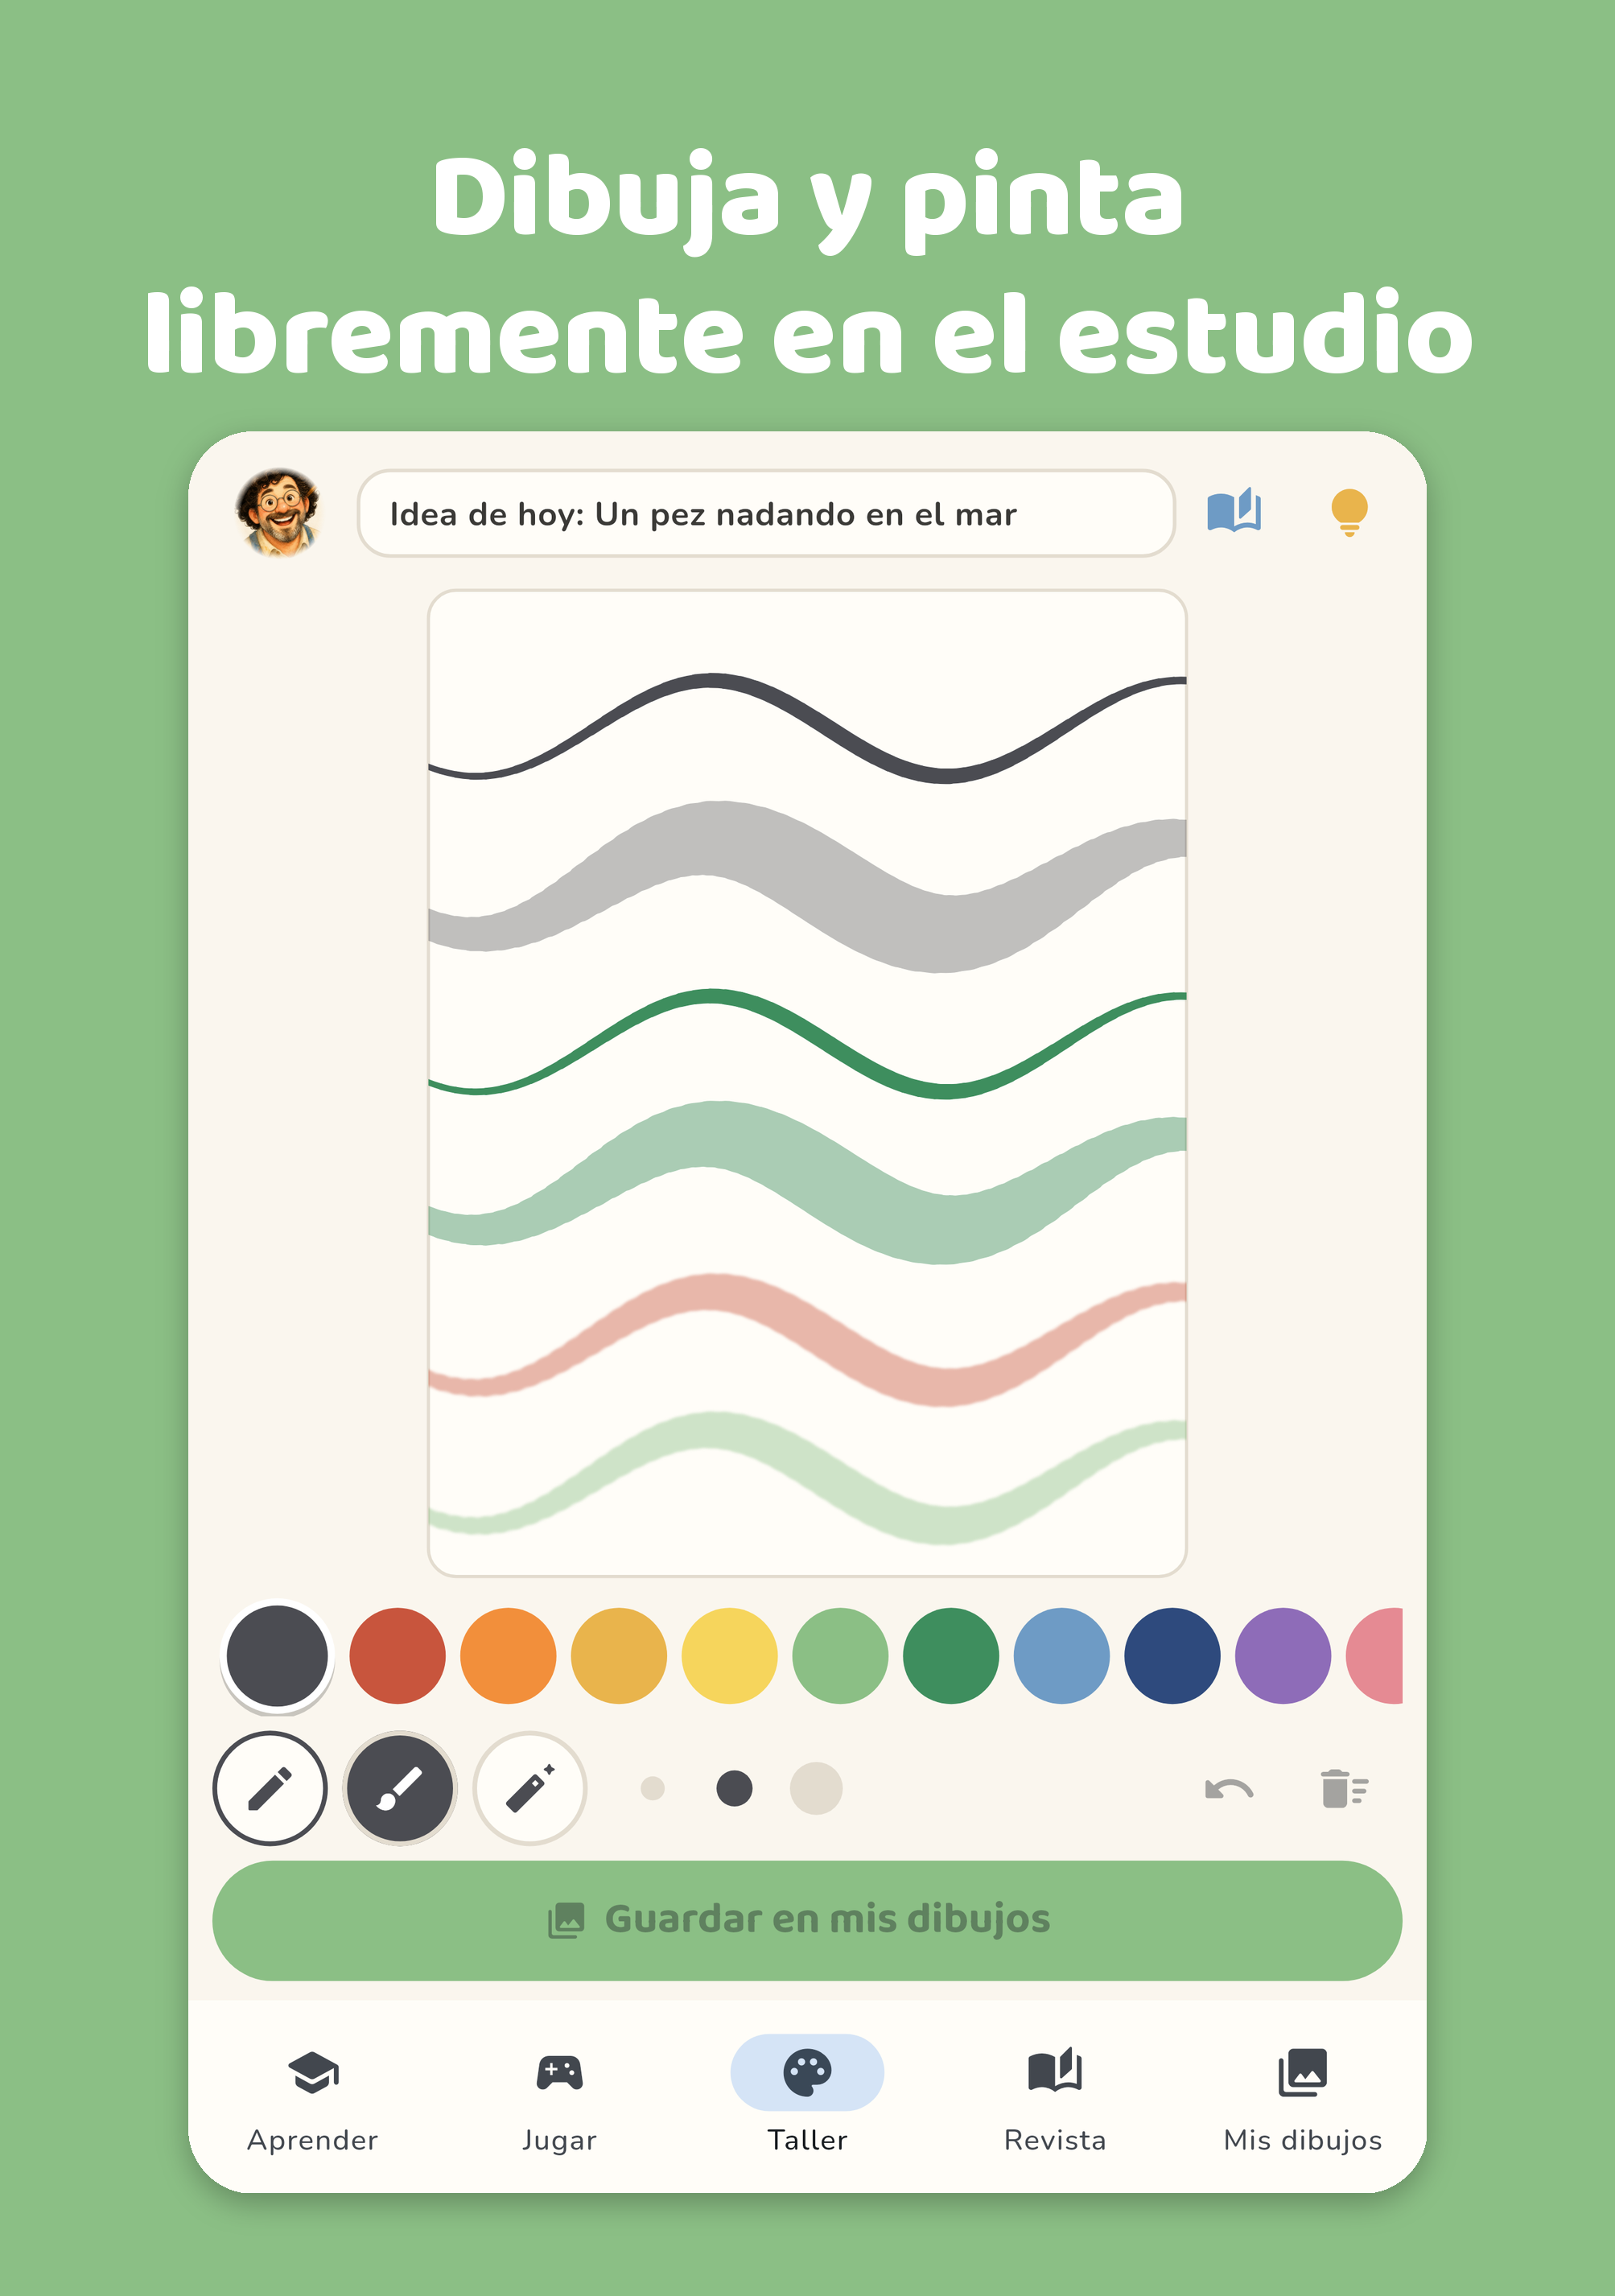 Dibuja y pinta
libremente en el estudio
Idea de hoy: Un pez nadando en el mar
Guardar en mis dibujos
Aprender
Jugar
Taller
Revista
Mis dibujos